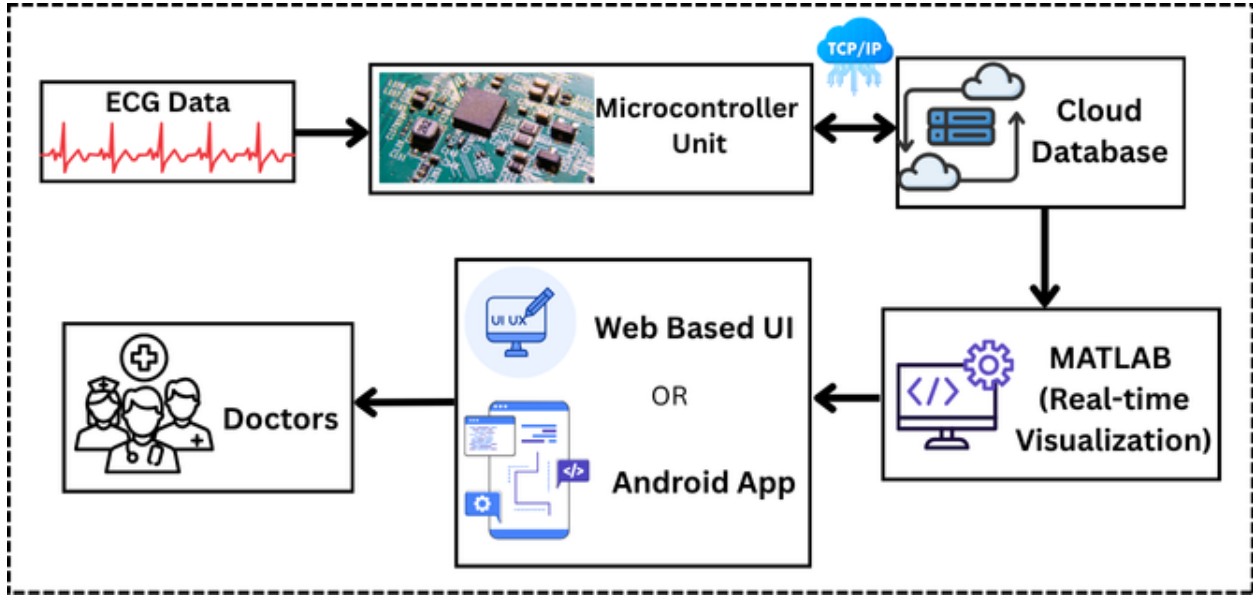 TCP/IP
ECG Data
Microcontroller
Unit
Cloud
Database
UI UX
Web Based UI
OR
Android App
Doctors
</>
MATLAB
(Real-time
Visualization)
</>